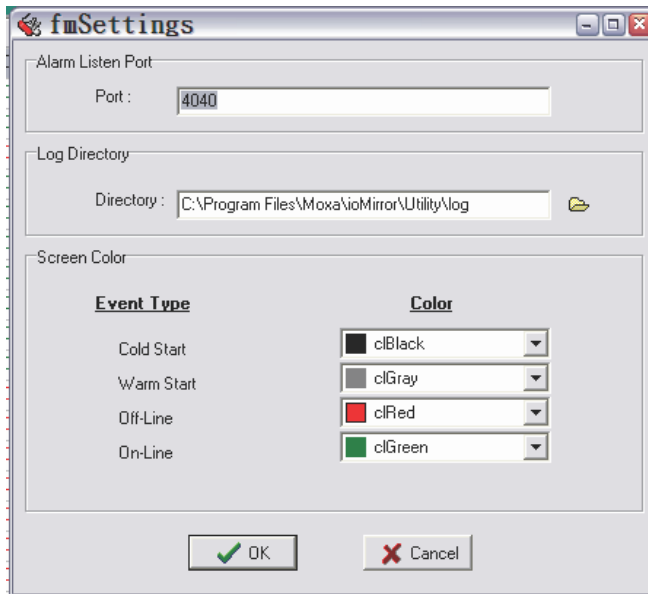 fmSettings
Alarm Listen Port
Port :
4040
Log Directory
Directory :
C:\Program Files\Moxa\ioMirror\Utility\log
Screen Color
Event Type Color
Cold Start clBlack
Warm Start clGray
Off-Line clRed
On-Line clGreen
OK Cancel